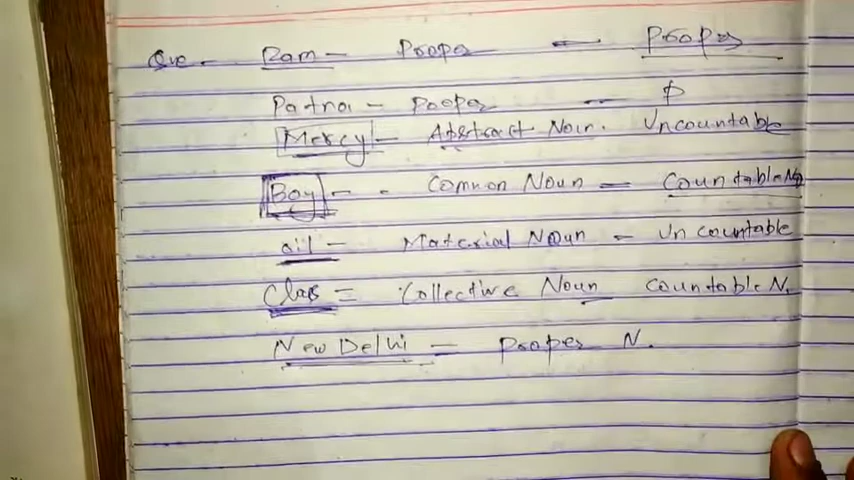 Que - Ram - Proper - Proper
Patna - Proper - P
Mercy - Abstract Noun. Uncountable
Boy - - Common Noun - Countable N
oil - Material Noun - Uncountable
Class = Collective Noun Countable N.
New Delhi - Proper N.